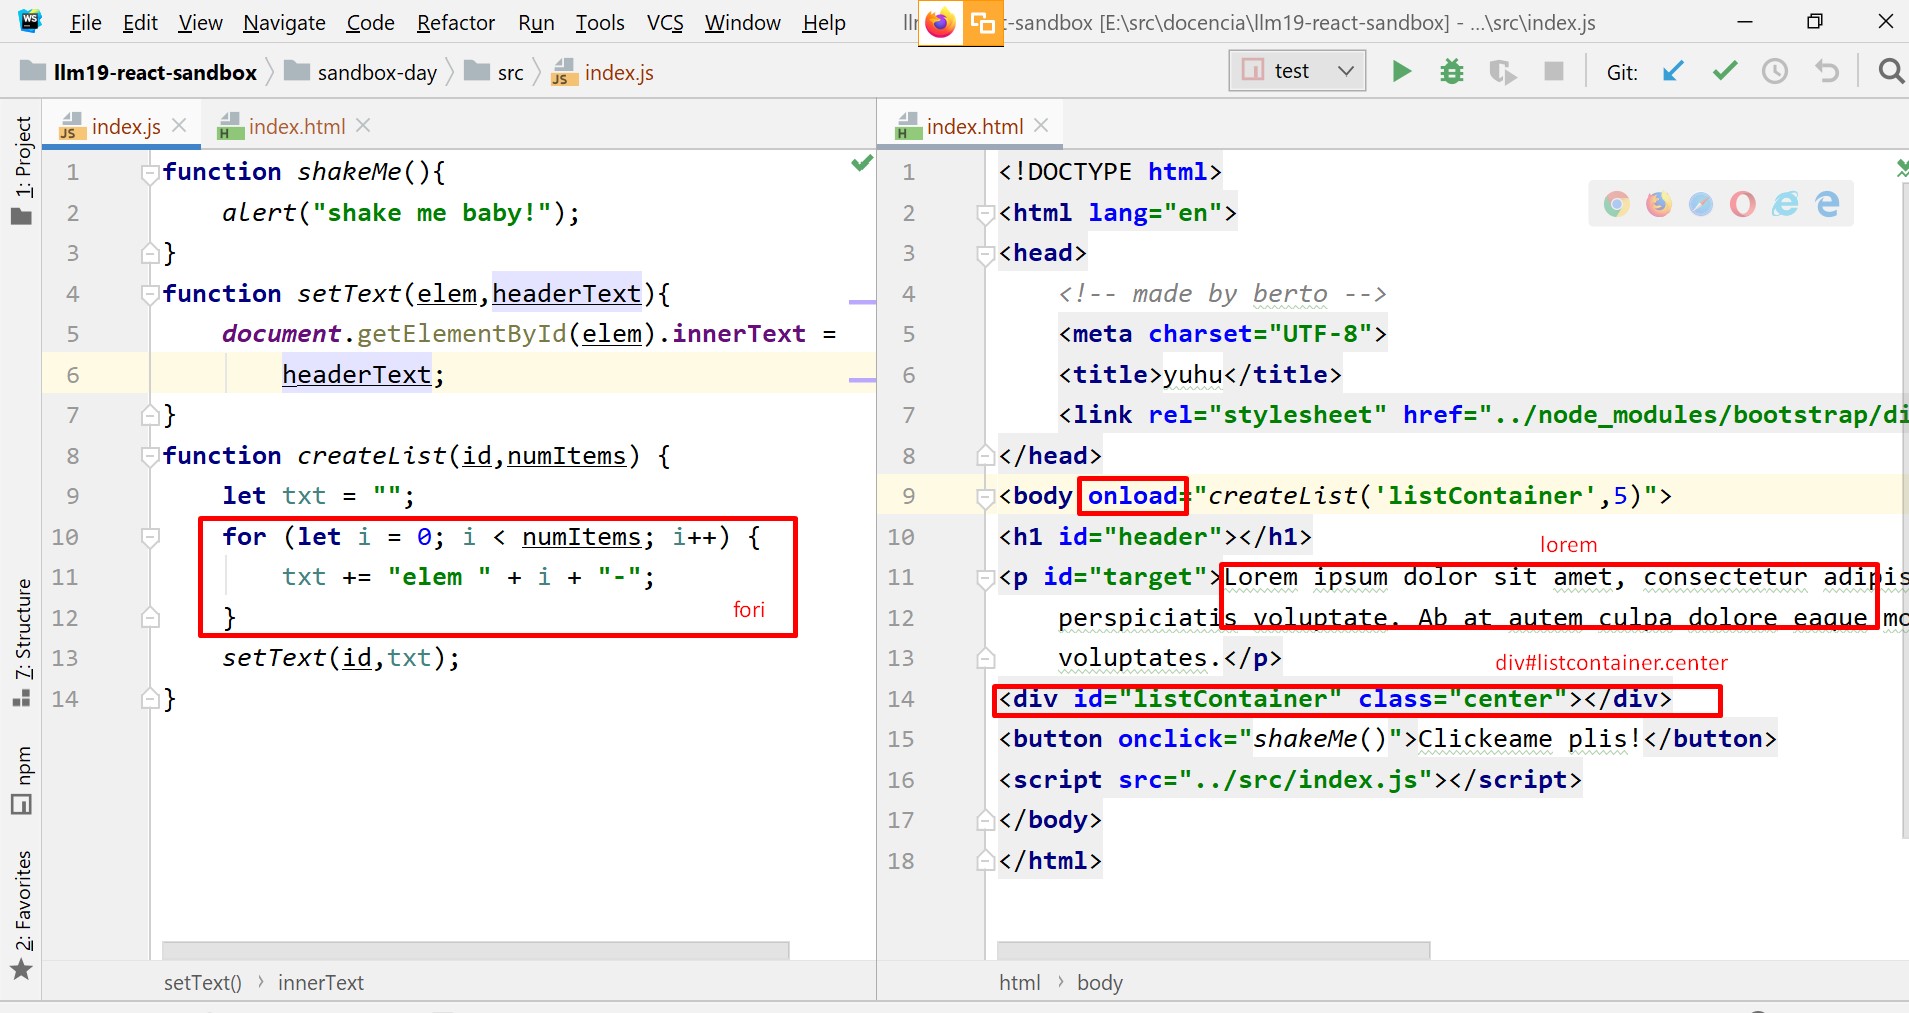 WS File Edit View Navigate Code Refactor Run Tools VCS Window Help -react-sandbox [E:\src\docencia\llm19-react-sandbox] - ...\src\index.js
llm19-react-sandbox sandbox-day src JS index.js test Git:
JS index.js H index.html
1: Project
7: Structure
npm
2: Favorites
1 function shakeMe(){
2 alert("shake me baby!");
3 }
4 function setText(elem,headerText){
5 document.getElementById(elem).innerText =
6 headerText;
7 }
8 function createList(id,numItems) {
9 let txt = "";
10 for (let i = 0; i < numItems; i++) {
11 txt += "elem " + i + "-";
12 }
fori
13 setText(id,txt);
14 }
setText() › innerText
H index.html
1 <!DOCTYPE html>
2 <html lang="en">
3 <head>
4 <!-- made by berto -->
5 <meta charset="UTF-8">
6 <title>yuhu</title>
7 <link rel="stylesheet" href="../node_modules/bootstrap/di
8 </head>
9 <body onload="createList('listContainer',5)">
10 <h1 id="header"></h1>
lorem
11 <p id="target">Lorem ipsum dolor sit amet, consectetur adipis
12 perspiciatis voluptate. Ab at autem culpa dolore eaque mo
13 voluptates.</p>
div#listcontainer.center
14 <div id="listContainer" class="center"></div>
15 <button onclick="shakeMe()">Clickeame plis!</button>
16 <script src="../src/index.js"></script>
17 </body>
18 </html>
html › body